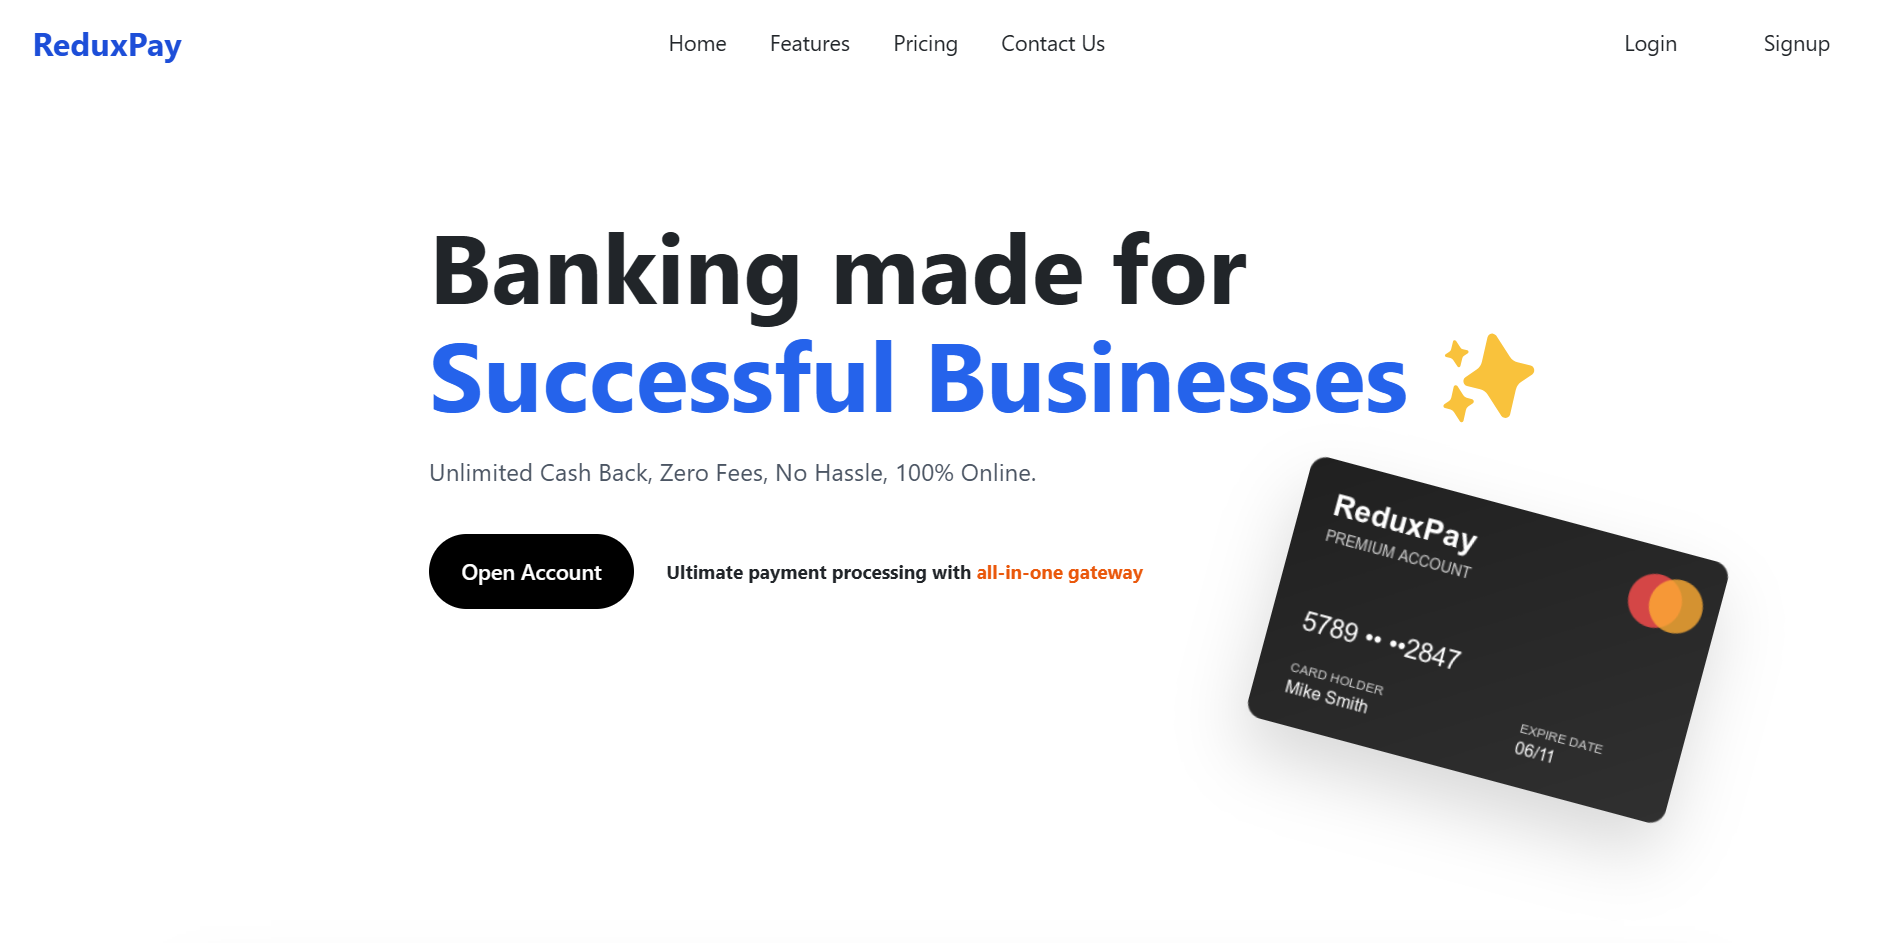 ReduxPay
Home Features Pricing Contact Us
Login Signup
Banking made for
Successful Businesses ✨
Unlimited Cash Back, Zero Fees, No Hassle, 100% Online.
Open Account
Ultimate payment processing with all-in-one gateway
ReduxPay
PREMIUM ACCOUNT
5789 •• ••2847
CARD HOLDER
Mike Smith
EXPIRE DATE
06/11